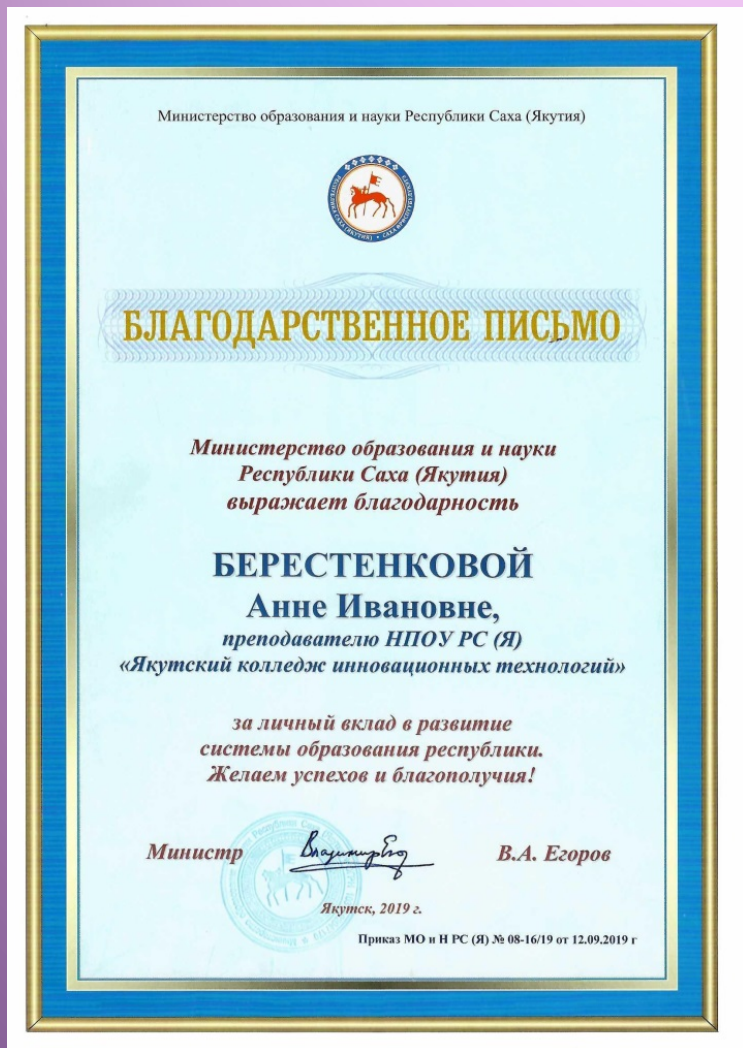 Министерство образования и науки Республики Саха (Якутия)
БЛАГОДАРСТВЕННОЕ ПИСЬМО
Министерство образования и науки
Республики Саха (Якутия)
выражает благодарность
БЕРЕСТЕНКОВОЙ
Анне Ивановне,
преподавателю НПОУ РС (Я)
«Якутский колледж инновационных технологий»
за личный вклад в развитие
системы образования республики.
Желаем успехов и благополучия!
Министр
В.А. Егоров
Якутск, 2019 г.
Приказ МО и Н РС (Я) № 08-16/19 от 12.09.2019 г